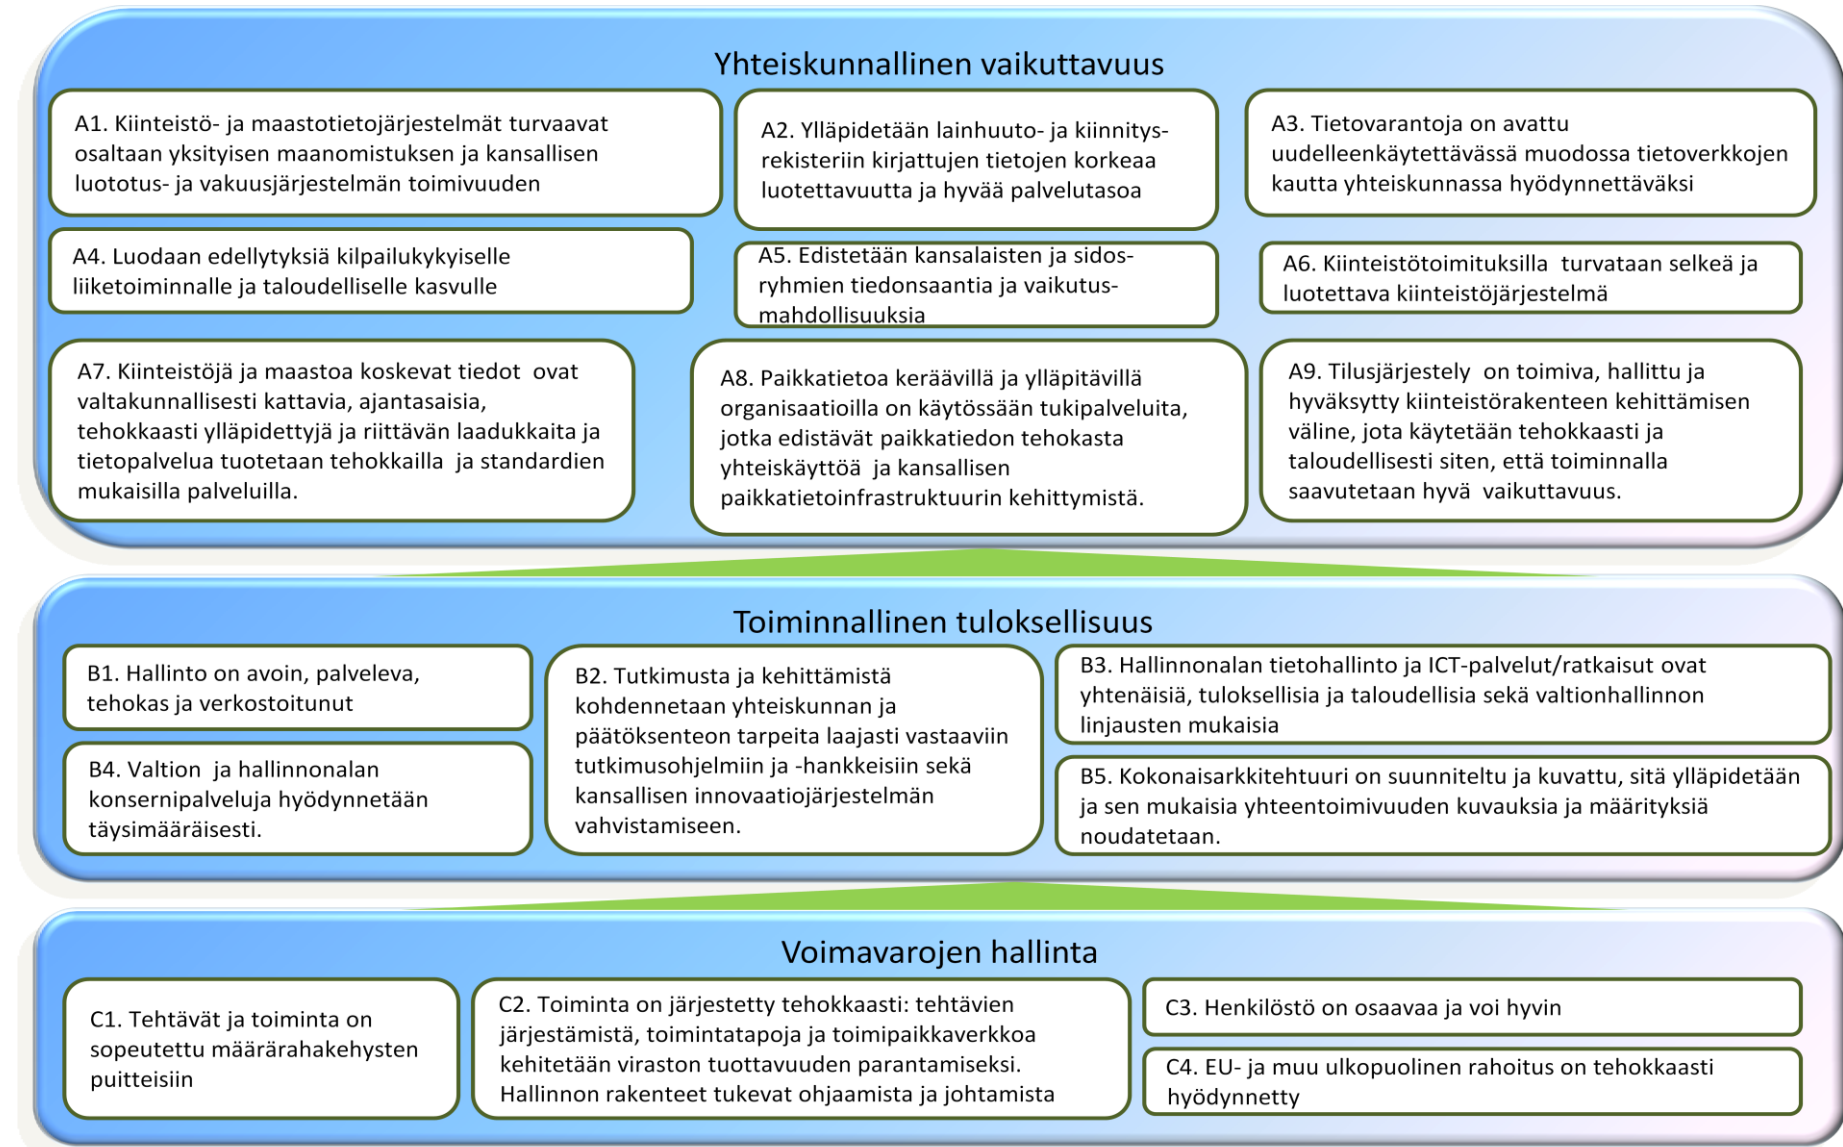 Yhteiskunnallinen vaikuttavuus
A1. Kiinteistö- ja maastotietojärjestelmät turvaavat
osaltaan yksityisen maanomistuksen ja kansallisen
luototus- ja vakuusjärjestelmän toimivuuden
A2. Ylläpidetään lainhuuto- ja kiinnitys-
rekisteriin kirjattujen tietojen korkeaa
luotettavuutta ja hyvää palvelutasoa
A3. Tietovarantoja on avattu
uudelleenkäytettävässä muodossa tietoverkkojen
kautta yhteiskunnassa hyödynnettäväksi
A4. Luodaan edellytyksiä kilpailukykyiselle
liiketoiminnalle ja taloudelliselle kasvulle
A5. Edistetään kansalaisten ja sidos-
ryhmien tiedonsaantia ja vaikutus-
mahdollisuuksia
A6. Kiinteistötoimituksilla turvataan selkeä ja
luotettava kiinteistöjärjestelmä
A7. Kiinteistöjä ja maastoa koskevat tiedot ovat
valtakunnallisesti kattavia, ajantasaisia,
tehokkaasti ylläpidettyjä ja riittävän laadukkaita ja
tietopalvelua tuotetaan tehokkailla ja standardien
mukaisilla palveluilla.
A8. Paikkatietoa keräävillä ja ylläpitävillä
organisaatioilla on käytössään tukipalveluita,
jotka edistävät paikkatiedon tehokasta
yhteiskäyttöä ja kansallisen
paikkatietoinfrastruktuurin kehittymistä.
A9. Tilusjärjestely on toimiva, hallittu ja
hyväksytty kiinteistörakenteen kehittämisen
väline, jota käytetään tehokkaasti ja
taloudellisesti siten, että toiminnalla
saavutetaan hyvä vaikuttavuus.
Toiminnallinen tuloksellisuus
B1. Hallinto on avoin, palveleva,
tehokas ja verkostoitunut
B2. Tutkimusta ja kehittämistä
kohdennetaan yhteiskunnan ja
päätöksenteon tarpeita laajasti vastaaviin
tutkimusohjelmiin ja -hankkeisiin sekä
kansallisen innovaatiojärjestelmän
vahvistamiseen.
B3. Hallinnonalan tietohallinto ja ICT-palvelut/ratkaisut ovat
yhtenäisiä, tuloksellisia ja taloudellisia sekä valtionhallinnon
linjausten mukaisia
B4. Valtion ja hallinnonalan
konsernipalveluja hyödynnetään
täysimääräisesti.
B5. Kokonaisarkkitehtuuri on suunniteltu ja kuvattu, sitä ylläpidetään
ja sen mukaisia yhteentoimivuuden kuvauksia ja määrityksiä
noudatetaan.
Voimavarojen hallinta
C1. Tehtävät ja toiminta on
sopeutettu määrärahakehysten
puitteisiin
C2. Toiminta on järjestetty tehokkaasti: tehtävien
järjestämistä, toimintatapoja ja toimipaikkaverkkoa
kehitetään viraston tuottavuuden parantamiseksi.
Hallinnon rakenteet tukevat ohjaamista ja johtamista
C3. Henkilöstö on osaavaa ja voi hyvin
C4. EU- ja muu ulkopuolinen rahoitus on tehokkaasti
hyödynnetty